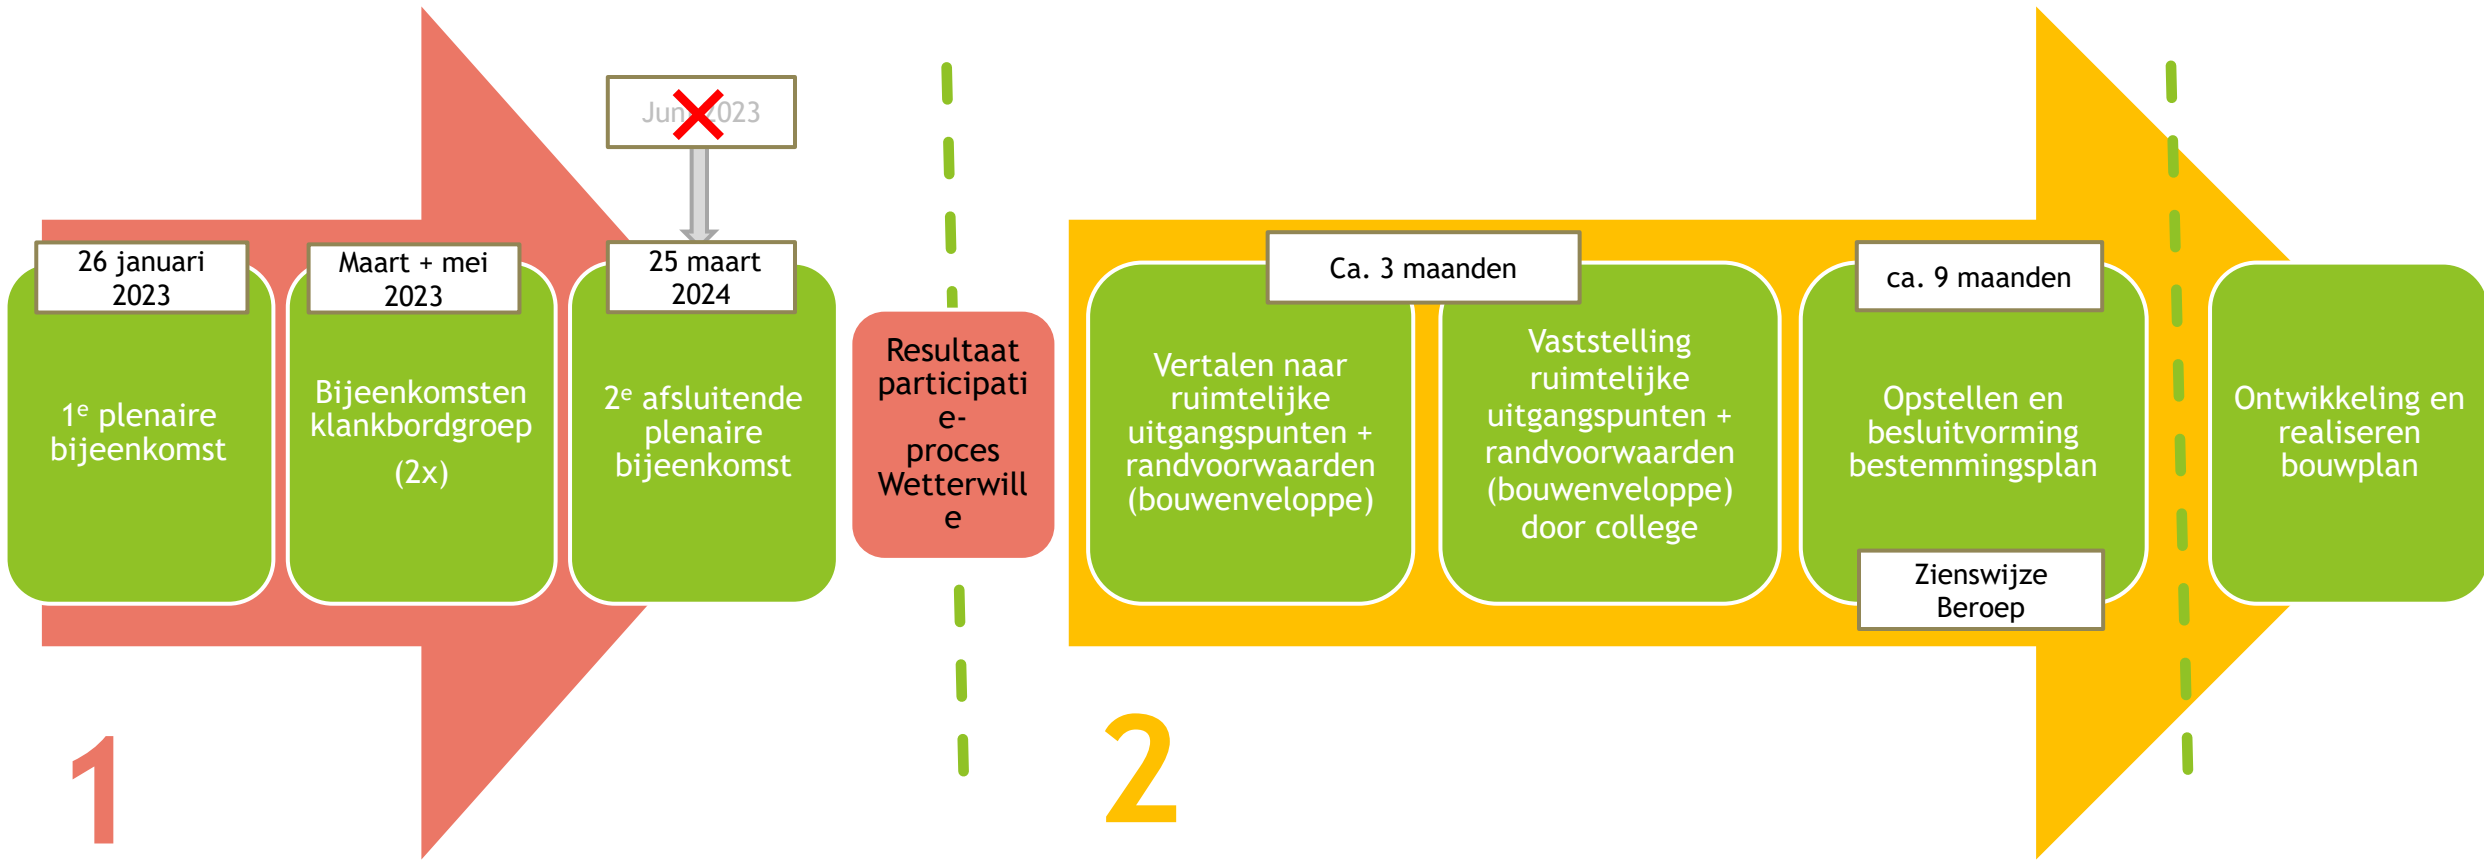 Jun 2023
26 januari
2023
Maart + mei
2023
25 maart
2024
1e plenaire
bijeenkomst
Bijeenkomsten
klankbordgroep
(2x)
2e afsluitende
plenaire
bijeenkomst
Resultaat
participati
e-
proces
Wetterwill
e
Ca. 3 maanden
Vertalen naar
ruimtelijke
uitgangspunten +
randvoorwaarden
(bouwenveloppe)
Vaststelling
ruimtelijke
uitgangspunten +
randvoorwaarden
(bouwenveloppe)
door college
ca. 9 maanden
Opstellen en
besluitvorming
bestemmingsplan
Zienswijze
Beroep
Ontwikkeling en
realiseren
bouwplan
1
2